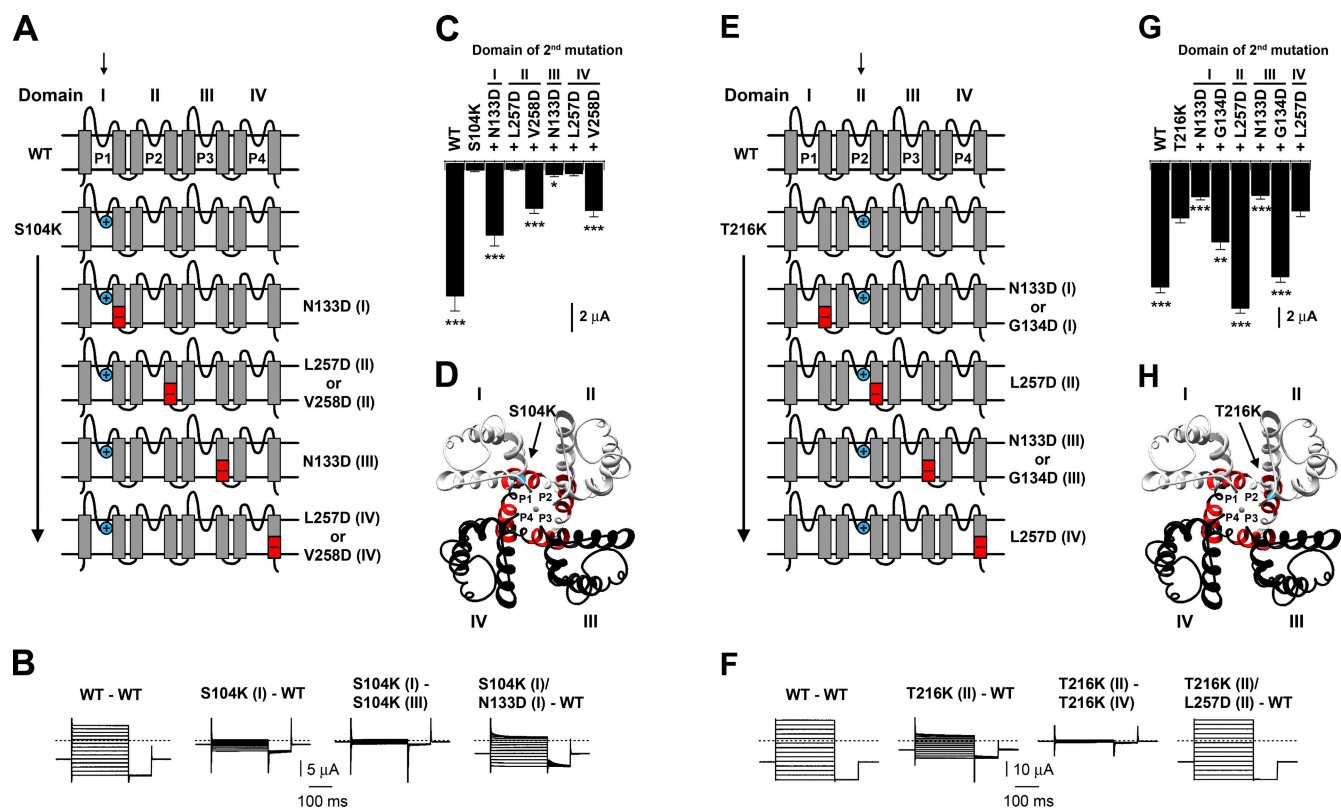 A
Domain I II III IV
WT
P1 P2 P3 P4
S104K
+
+
N133D (I)
+
L257D (II)
or
V258D (II)
+
N133D (III)
+
L257D (IV)
or
V258D (IV)
B
WT - WT
S104K (I) - WT
S104K (I) -
S104K (III)
S104K (I)/
N133D (I) - WT
5 μA
100 ms
C
Domain of 2nd mutation
I II III IV
WT
S104K
+ N133D
+ L257D
+ V258D
+ N133D
+ L257D
+ V258D
***
***
***
*
***
2 μA
D
I II
S104K
P1 P2
P4 P3
IV III
E
Domain I II III IV
WT
P1 P2 P3 P4
T216K
+
+
N133D (I)
or
G134D (I)
+
L257D (II)
+
N133D (III)
or
G134D (III)
+
L257D (IV)
F
WT - WT
T216K (II) - WT
T216K (II) -
T216K (IV)
T216K (II)/
L257D (II) - WT
10 μA
100 ms
G
Domain of 2nd mutation
I II III IV
WT
T216K
+ N133D
+ G134D
+ L257D
+ N133D
+ G134D
+ L257D
***
***
**
***
***
***
2 μA
H
I II
T216K
P1 P2
P4 P3
IV III